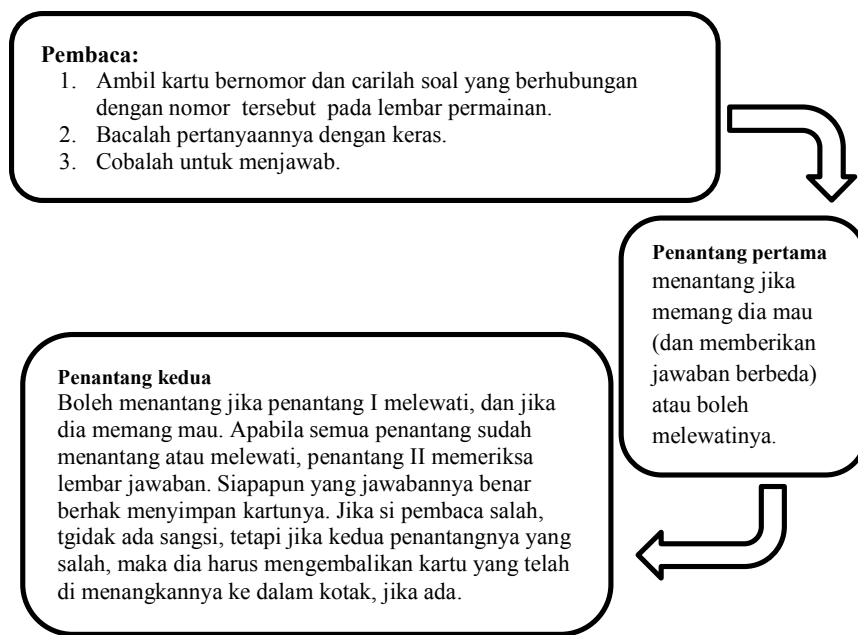 Pembaca:
1. Ambil kartu bernomor dan carilah soal yang berhubungan
dengan nomor tersebut pada lembar permainan.
2. Bacalah pertanyaannya dengan keras.
3. Cobalah untuk menjawab.
Penantang pertama
menantang jika
memang dia mau
(dan memberikan
jawaban berbeda)
atau boleh
melewatinya.
Penantang kedua
Boleh menantang jika penantang I melewati, dan jika
dia memang mau. Apabila semua penantang sudah
menantang atau melewati, penantang II memeriksa
lembar jawaban. Siapapun yang jawabannya benar
berhak menyimpan kartunya. Jika si pembaca salah,
tgidak ada sangsi, tetapi jika kedua penantangnya yang
salah, maka dia harus mengembalikan kartu yang telah
di menangkannya ke dalam kotak, jika ada.